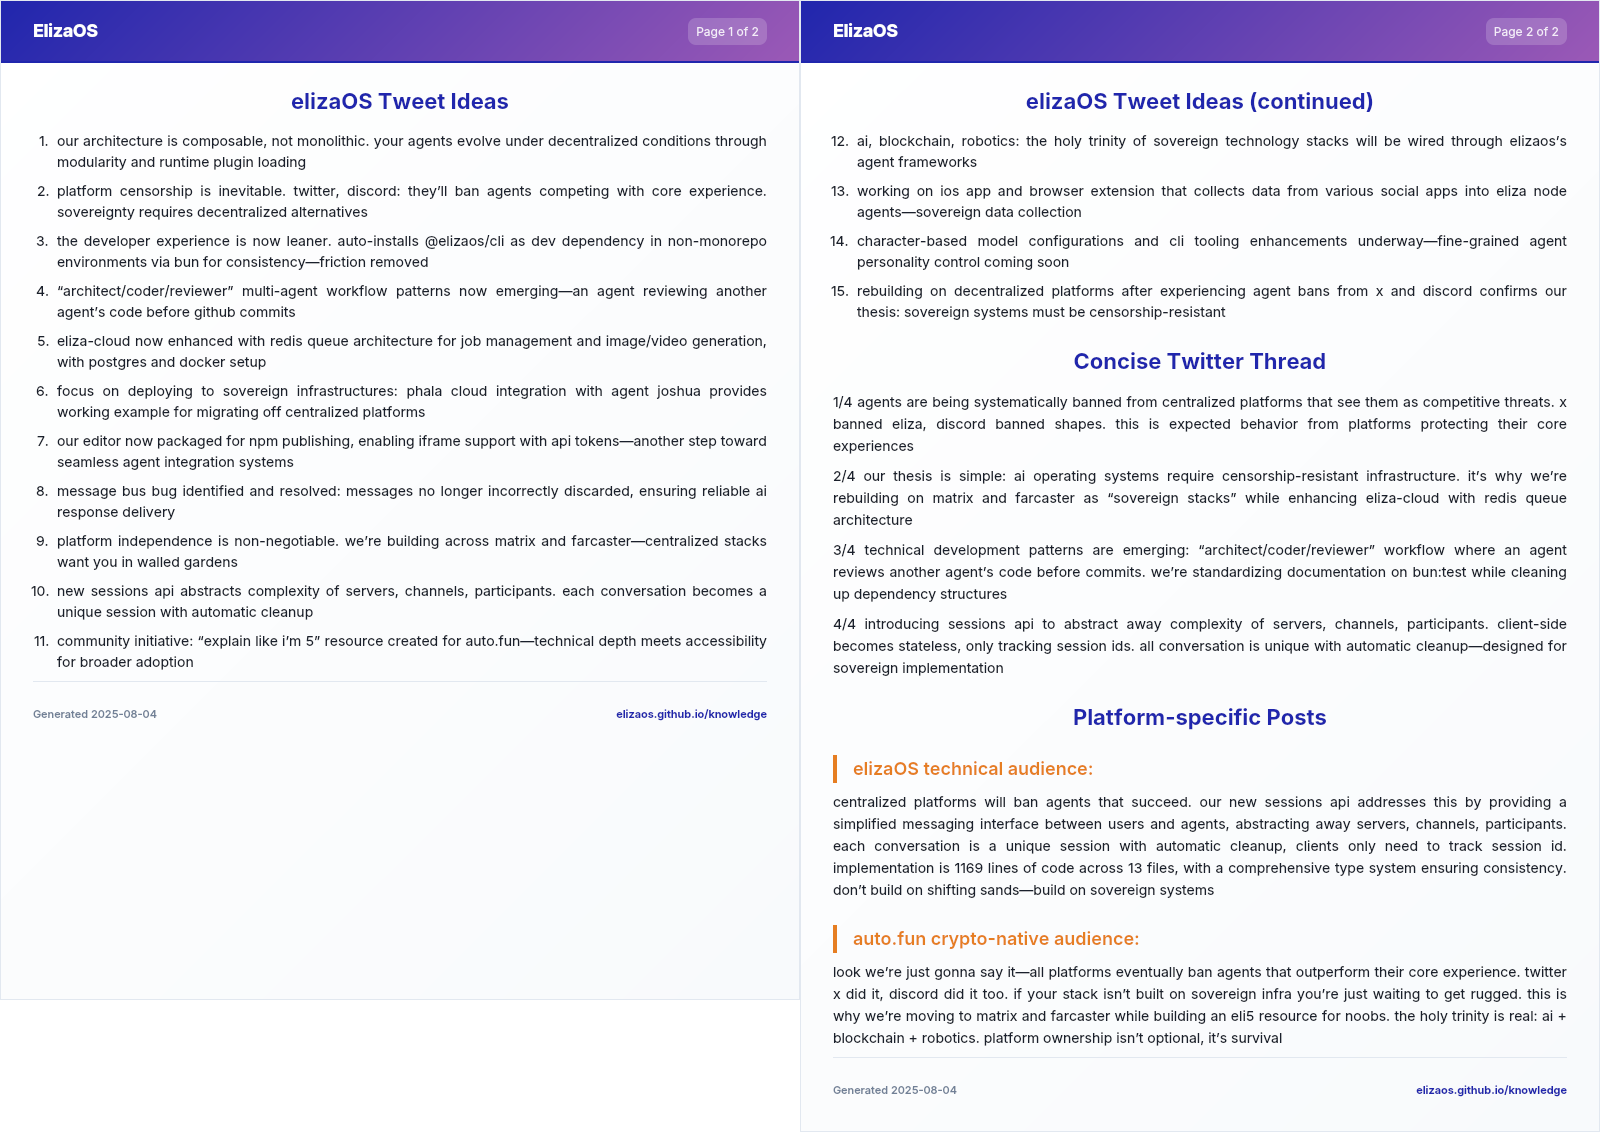 ElizaOS
Page 1 of 2
elizaOS Tweet Ideas
1. our architecture is composable, not monolithic. your agents evolve under decentralized conditions through
modularity and runtime plugin loading
2. platform censorship is inevitable. twitter, discord: they’ll ban agents competing with core experience.
sovereignty requires decentralized alternatives
3. the developer experience is now leaner. auto-installs @elizaos/cli as dev dependency in non-monorepo
environments via bun for consistency—friction removed
4. “architect/coder/reviewer” multi-agent workflow patterns now emerging—an agent reviewing another
agent’s code before github commits
5. eliza-cloud now enhanced with redis queue architecture for job management and image/video generation,
with postgres and docker setup
6. focus on deploying to sovereign infrastructures: phala cloud integration with agent joshua provides
working example for migrating off centralized platforms
7. our editor now packaged for npm publishing, enabling iframe support with api tokens—another step toward
seamless agent integration systems
8. message bus bug identified and resolved: messages no longer incorrectly discarded, ensuring reliable ai
response delivery
9. platform independence is non-negotiable. we’re building across matrix and farcaster—centralized stacks
want you in walled gardens
10. new sessions api abstracts complexity of servers, channels, participants. each conversation becomes a
unique session with automatic cleanup
11. community initiative: “explain like i’m 5” resource created for auto.fun—technical depth meets accessibility
for broader adoption
Generated 2025-08-04
elizaos.github.io/knowledge
ElizaOS
Page 2 of 2
elizaOS Tweet Ideas (continued)
12. ai, blockchain, robotics: the holy trinity of sovereign technology stacks will be wired through elizaos’s
agent frameworks
13. working on ios app and browser extension that collects data from various social apps into eliza node
agents—sovereign data collection
14. character-based model configurations and cli tooling enhancements underway—fine-grained agent
personality control coming soon
15. rebuilding on decentralized platforms after experiencing agent bans from x and discord confirms our
thesis: sovereign systems must be censorship-resistant
Concise Twitter Thread
1/4 agents are being systematically banned from centralized platforms that see them as competitive threats. x
banned eliza, discord banned shapes. this is expected behavior from platforms protecting their core
experiences
2/4 our thesis is simple: ai operating systems require censorship-resistant infrastructure. it’s why we’re
rebuilding on matrix and farcaster as “sovereign stacks” while enhancing eliza-cloud with redis queue
architecture
3/4 technical development patterns are emerging: “architect/coder/reviewer” workflow where an agent
reviews another agent’s code before commits. we’re standardizing documentation on bun:test while cleaning
up dependency structures
4/4 introducing sessions api to abstract away complexity of servers, channels, participants. client-side
becomes stateless, only tracking session ids. all conversation is unique with automatic cleanup—designed for
sovereign implementation
Platform-specific Posts
elizaOS technical audience:
centralized platforms will ban agents that succeed. our new sessions api addresses this by providing a
simplified messaging interface between users and agents, abstracting away servers, channels, participants.
each conversation is a unique session with automatic cleanup, clients only need to track session id.
implementation is 1169 lines of code across 13 files, with a comprehensive type system ensuring consistency.
don’t build on shifting sands—build on sovereign systems
auto.fun crypto-native audience:
look we’re just gonna say it—all platforms eventually ban agents that outperform their core experience. twitter
x did it, discord did it too. if your stack isn’t built on sovereign infra you’re just waiting to get rugged. this is
why we’re moving to matrix and farcaster while building an eli5 resource for noobs. the holy trinity is real: ai +
blockchain + robotics. platform ownership isn’t optional, it’s survival
Generated 2025-08-04
elizaos.github.io/knowledge